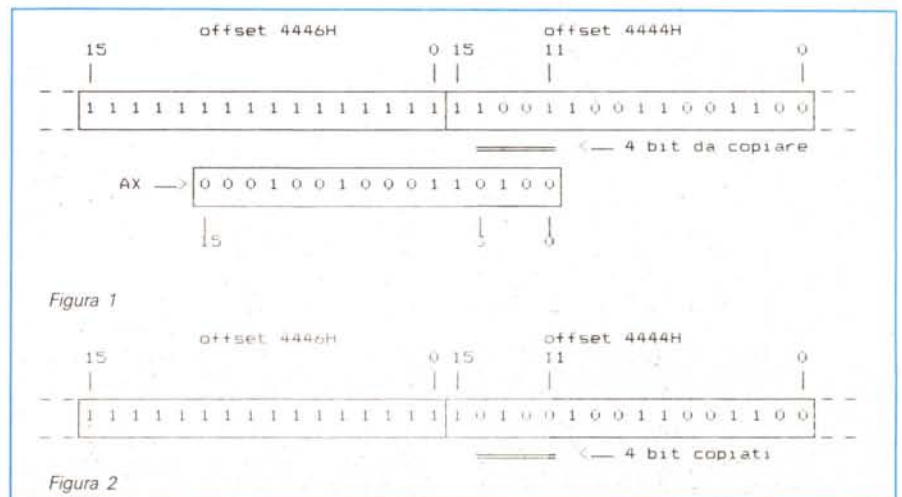 offset 4446H offset 4444H
15 0 15 11 0
1 1 1 1 1 1 1 1 1 1 1 1 1 1 1 1 1 1 0 0 1 1 0 0 1 1 0 0 1 1 0 0
<— 4 bit da copiare
AX —> 0 0 0 1 0 0 1 0 0 0 1 1 0 1 0 0
15 0
Figura 1
offset 4446H offset 4444H
15 0 15 11 0
1 1 1 1 1 1 1 1 1 1 1 1 1 1 1 1 1 0 1 0 0 1 0 0 1 1 0 0 1 1 0 0
<— 4 bit copiati
Figura 2